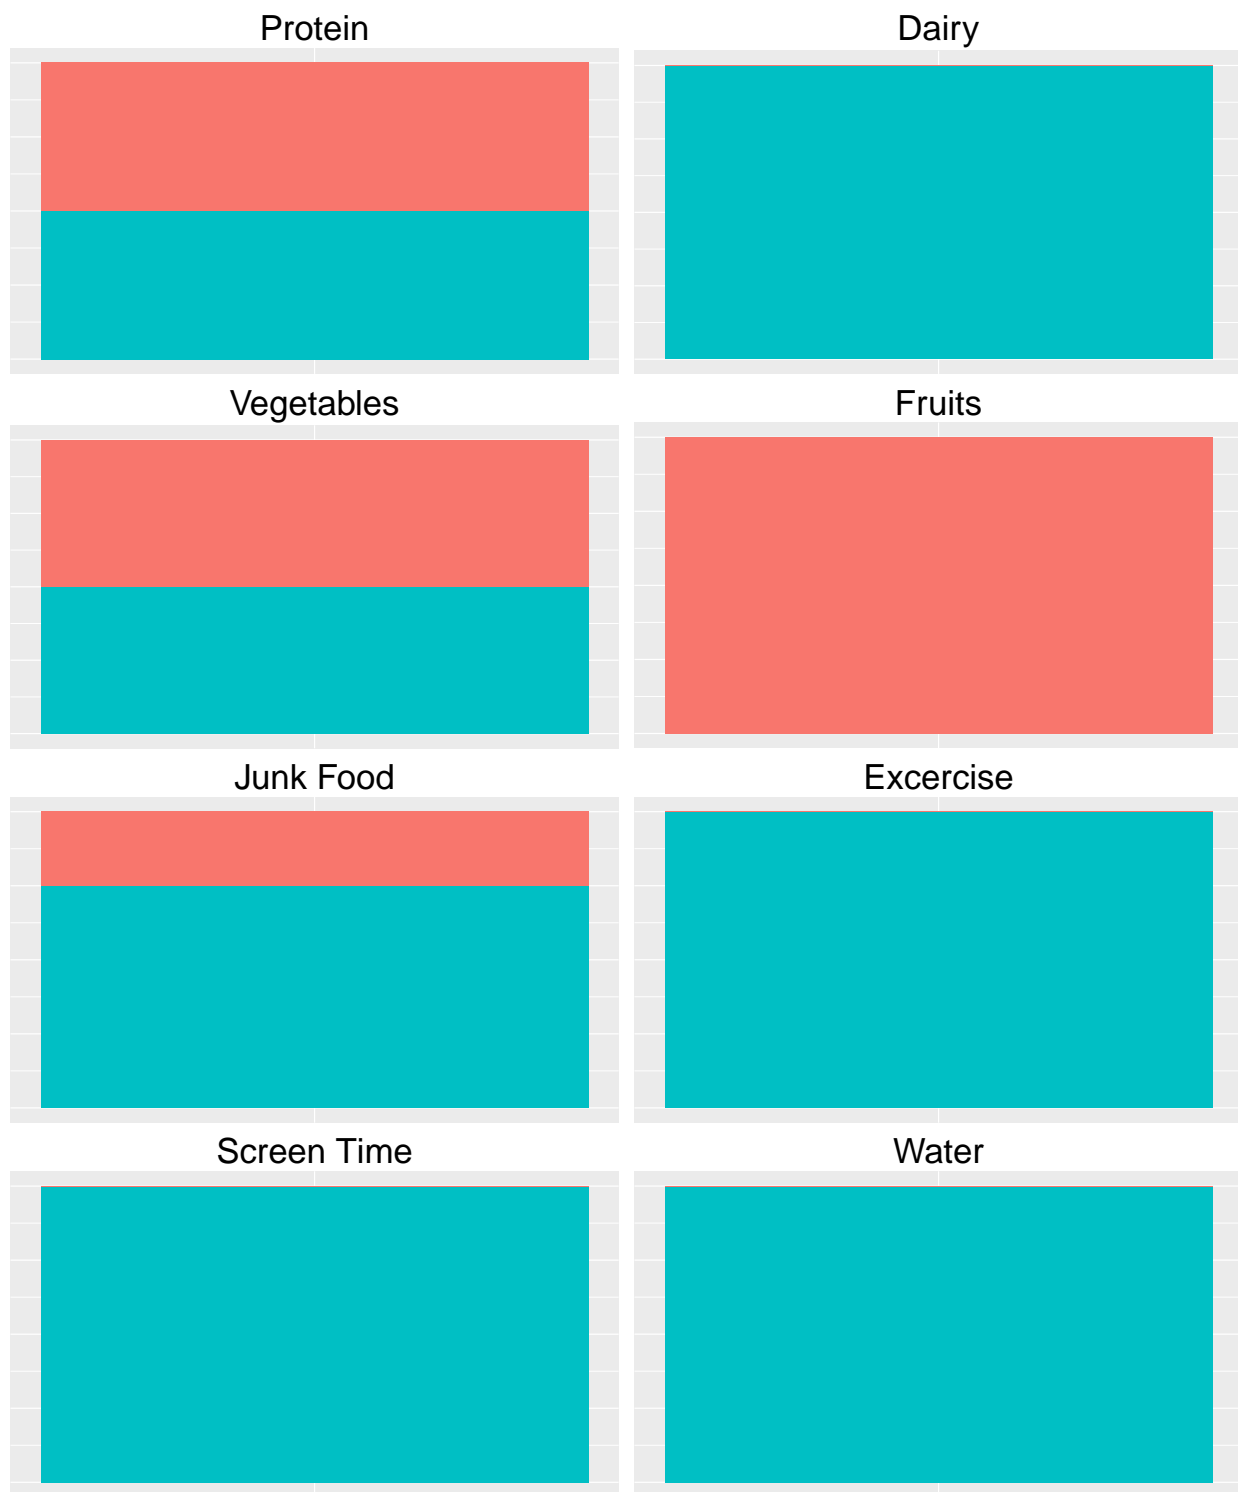 Protein
Dairy
Vegetables
Fruits
Junk Food
Excercise
Screen Time
Water